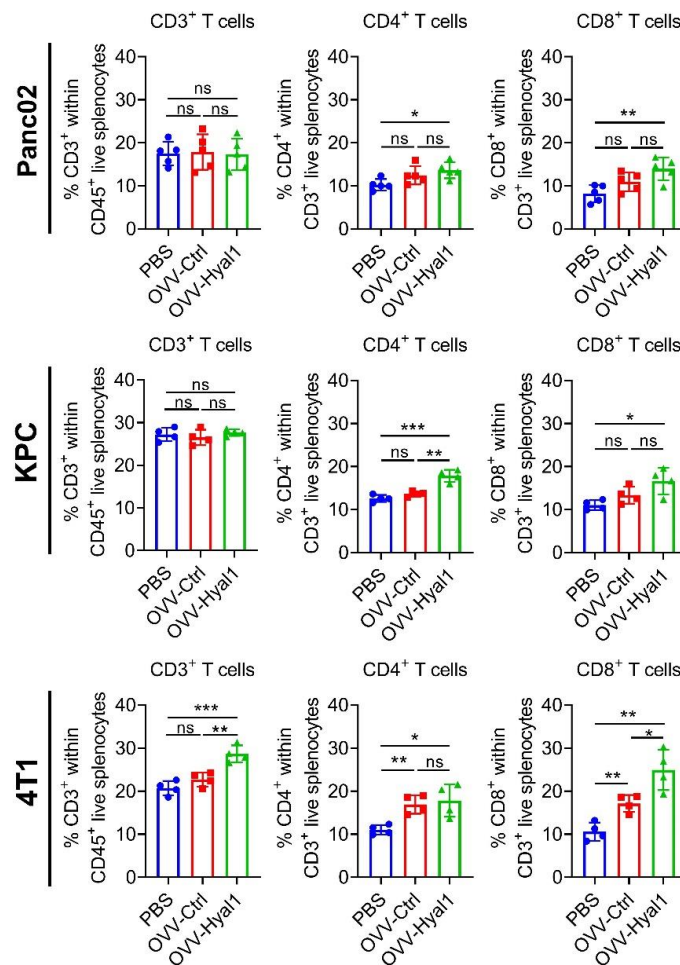 Panc02
CD3+ T cells
% CD3+ within
CD45+ live splenocytes
40
30
20
10
0
ns
ns
ns
PBS
OVV-Ctrl
OVV-Hyal1
CD4+ T cells
% CD4+ within
CD3+ live splenocytes
40
30
20
10
0
*
ns
ns
PBS
OVV-Ctrl
OVV-Hyal1
CD8+ T cells
% CD8+ within
CD3+ live splenocytes
40
30
20
10
0
**
ns
ns
PBS
OVV-Ctrl
OVV-Hyal1
KPC
CD3+ T cells
% CD3+ within
CD45+ live splenocytes
40
30
20
10
0
ns
ns
ns
PBS
OVV-Ctrl
OVV-Hyal1
CD4+ T cells
% CD4+ within
CD3+ live splenocytes
40
30
20
10
0
***
ns
**
PBS
OVV-Ctrl
OVV-Hyal1
CD8+ T cells
% CD8+ within
CD3+ live splenocytes
40
30
20
10
0
*
ns
ns
PBS
OVV-Ctrl
OVV-Hyal1
4T1
CD3+ T cells
% CD3+ within
CD45+ live splenocytes
40
30
20
10
0
***
ns
**
PBS
OVV-Ctrl
OVV-Hyal1
CD4+ T cells
% CD4+ within
CD3+ live splenocytes
40
30
20
10
0
*
**
ns
PBS
OVV-Ctrl
OVV-Hyal1
CD8+ T cells
% CD8+ within
CD3+ live splenocytes
40
30
20
10
0
**
*
**
PBS
OVV-Ctrl
OVV-Hyal1